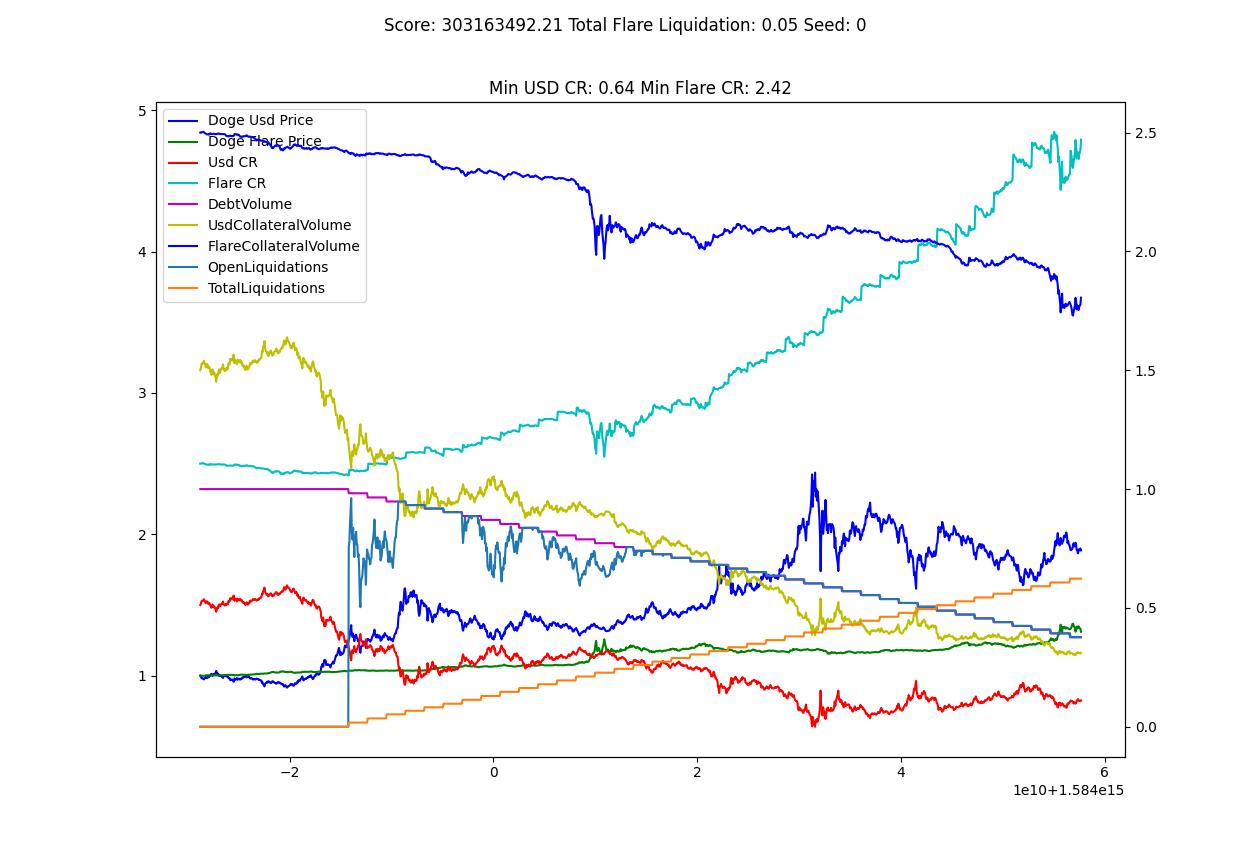 Score: 303163492.21 Total Flare Liquidation: 0.05 Seed: 0
Min USD CR: 0.64 Min Flare CR: 2.42
Doge Usd Price
Doge Flare Price
Usd CR
Flare CR
DebtVolume
UsdCollateralVolume
FlareCollateralVolume
OpenLiquidations
TotalLiquidations
5
4
3
2
1
2.5
2.0
1.5
1.0
0.5
0.0
−2
0
2
4
6
1e10+1.584e15